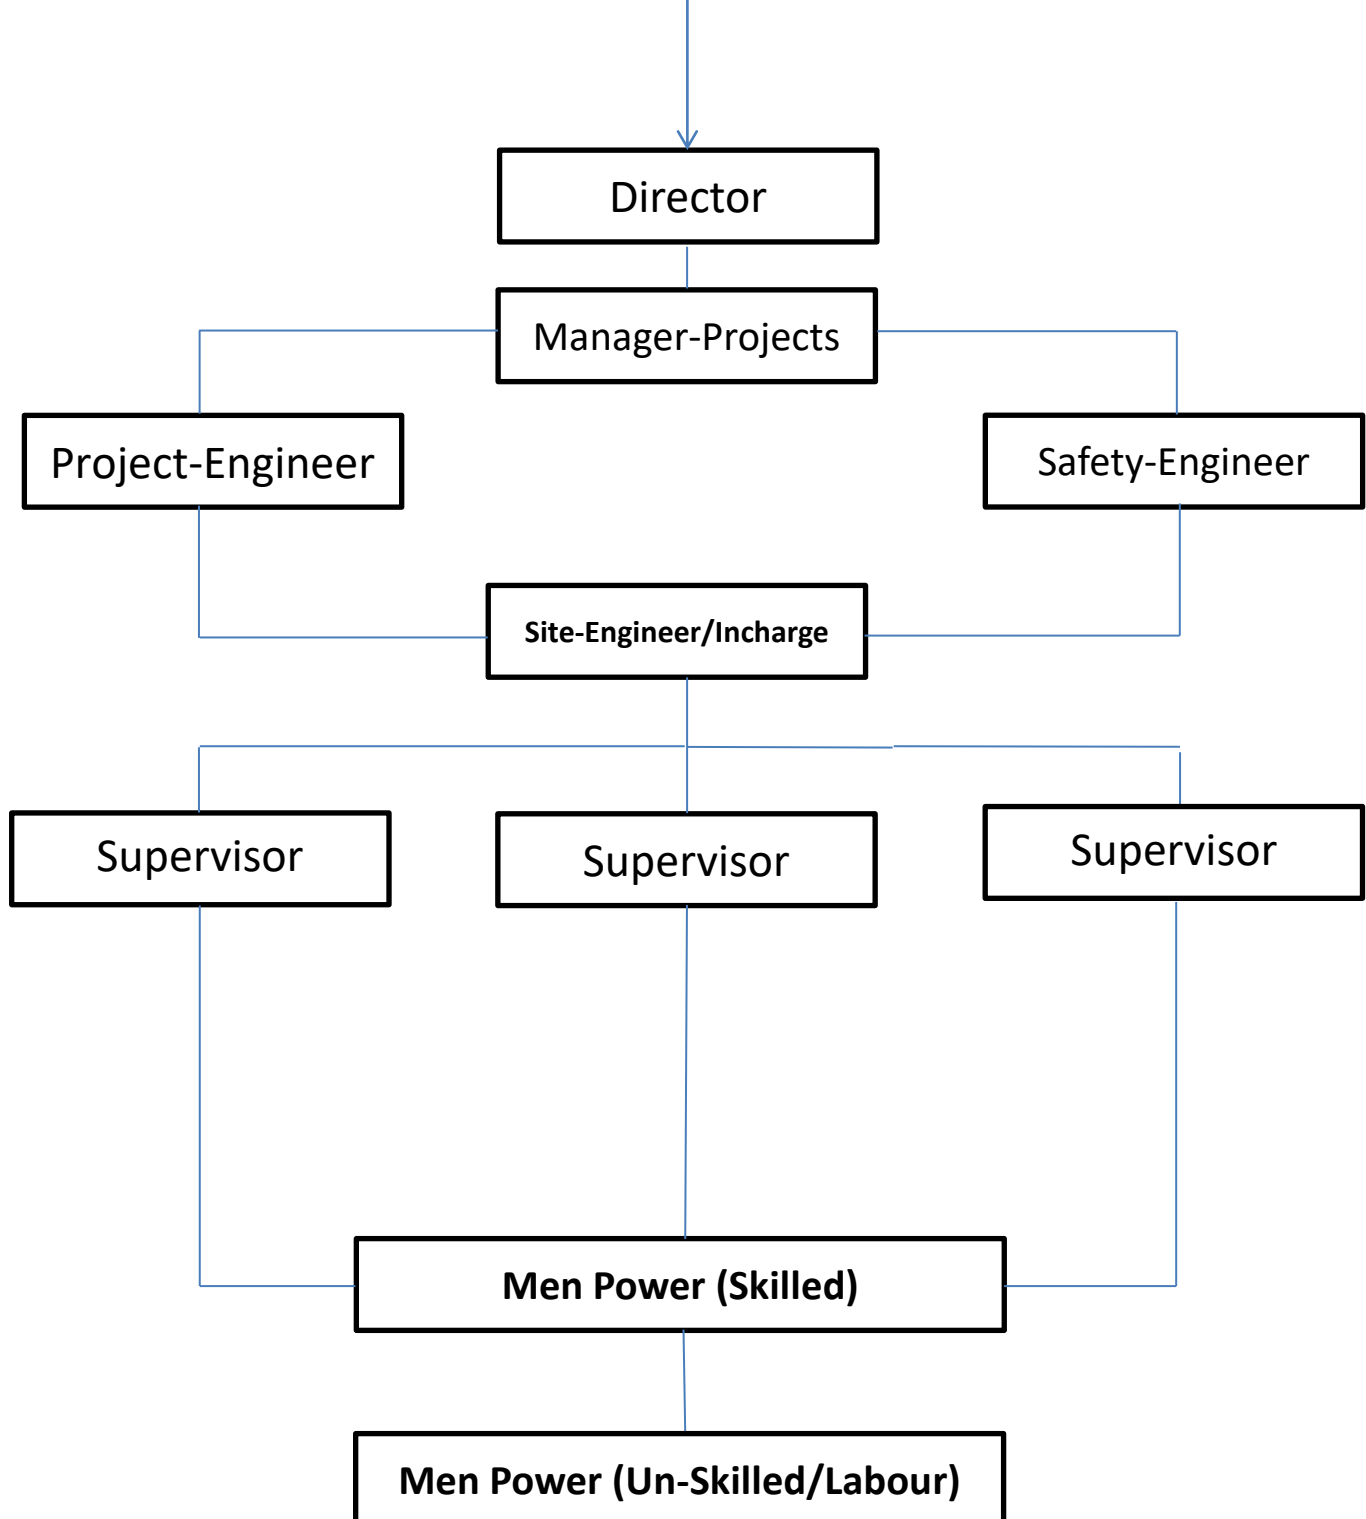 Director
Manager-Projects
Project-Engineer
Safety-Engineer
Site-Engineer/Incharge
Supervisor
Supervisor
Supervisor
Men Power (Skilled)
Men Power (Un-Skilled/Labour)